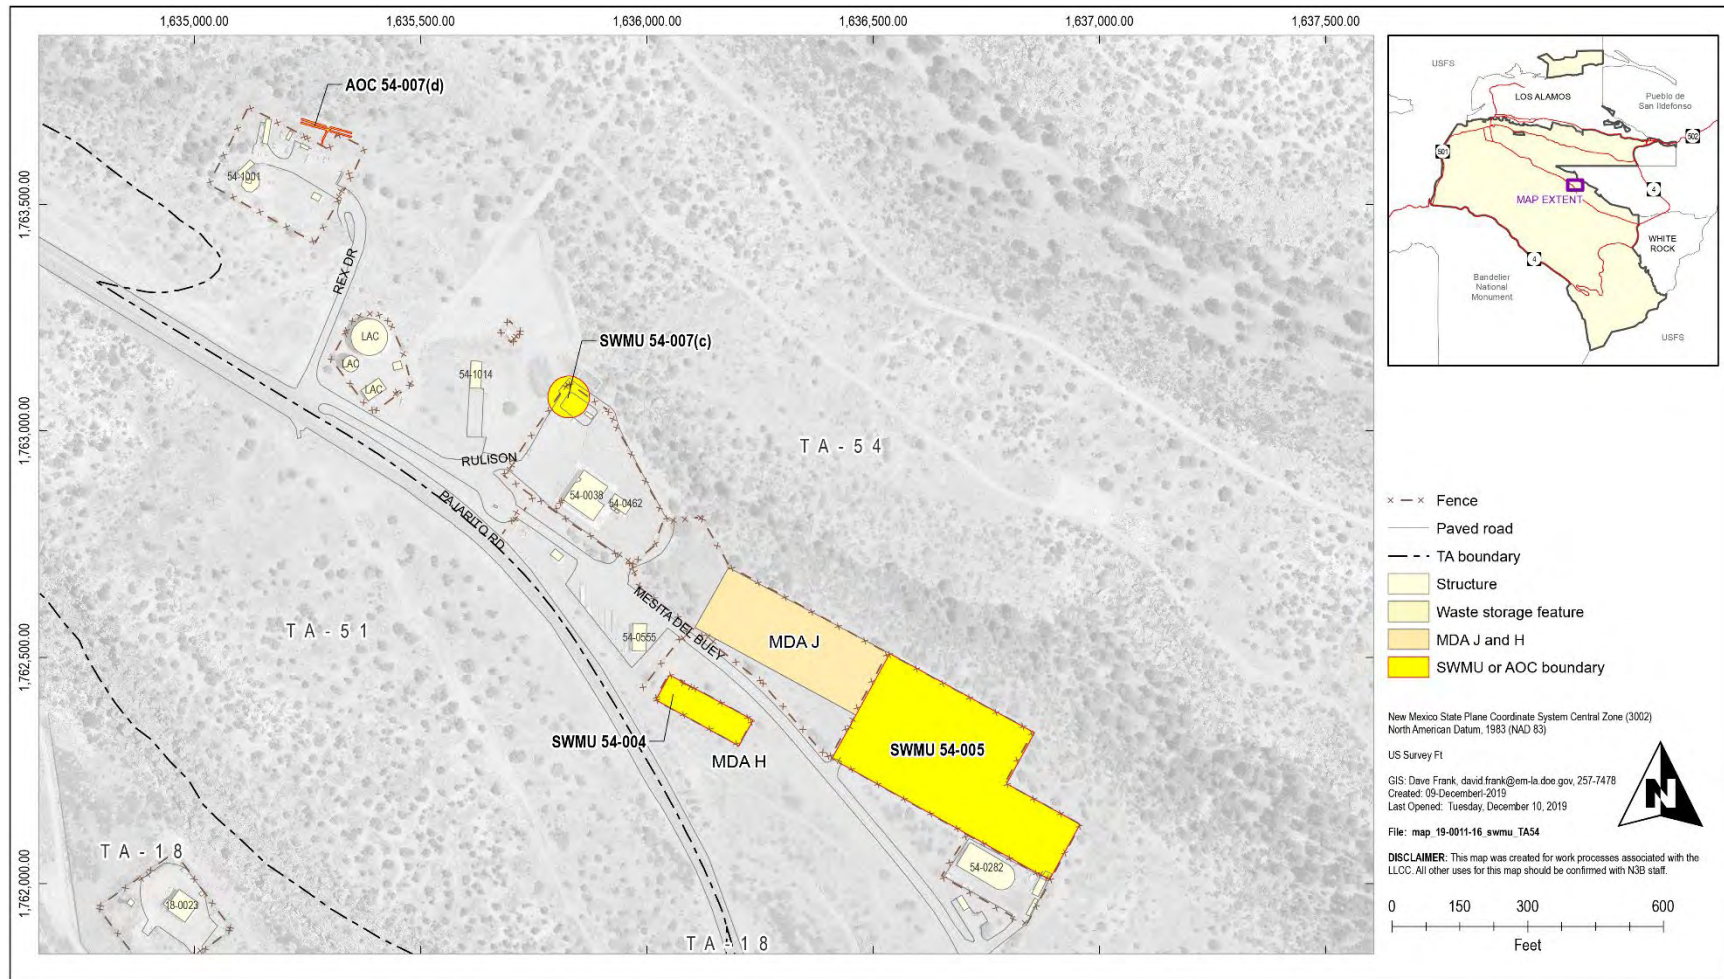 1,635,000.00
1,635,500.00
1,636,000.00
1,636,500.00
1,637,000.00
1,637,500.00
1,763,500.00
1,763,000.00
1,762,500.00
1,762,000.00
AOC 54-007(d)
54-1001
REX DR
LAC
LAC
LAC
54-1014
SWMU 54-007(c)
RULISON
TA-54
54-0038
54-0462
PAJARITO RD
MESITA DEL BUEY
TA-51
54-0555
MDA J
SWMU 54-004
MDA H
SWMU 54-005
54-0282
TA-18
18-0023
TA-18
USFS
LOS ALAMOS
Pueblo de
San Ildefonso
501
502
4
MAP EXTENT
WHITE
ROCK
4
Bandelier
National
Monument
USFS
Fence
Paved road
TA boundary
Structure
Waste storage feature
MDA J and H
SWMU or AOC boundary
New Mexico State Plane Coordinate System Central Zone (3002)
North American Datum, 1983 (NAD 83)
US Survey Ft
GIS: Dave Frank, david.frank@em-la.doe.gov, 257-7478
Created: 09-Decemberl-2019
Last Opened: Tuesday, December 10, 2019
File: map_19-0011-16_swmu_TA54
DISCLAIMER: This map was created for work processes associated with the
LLCC. All other uses for this map should be confirmed with N3B staff.
N
0 150 300 600
Feet